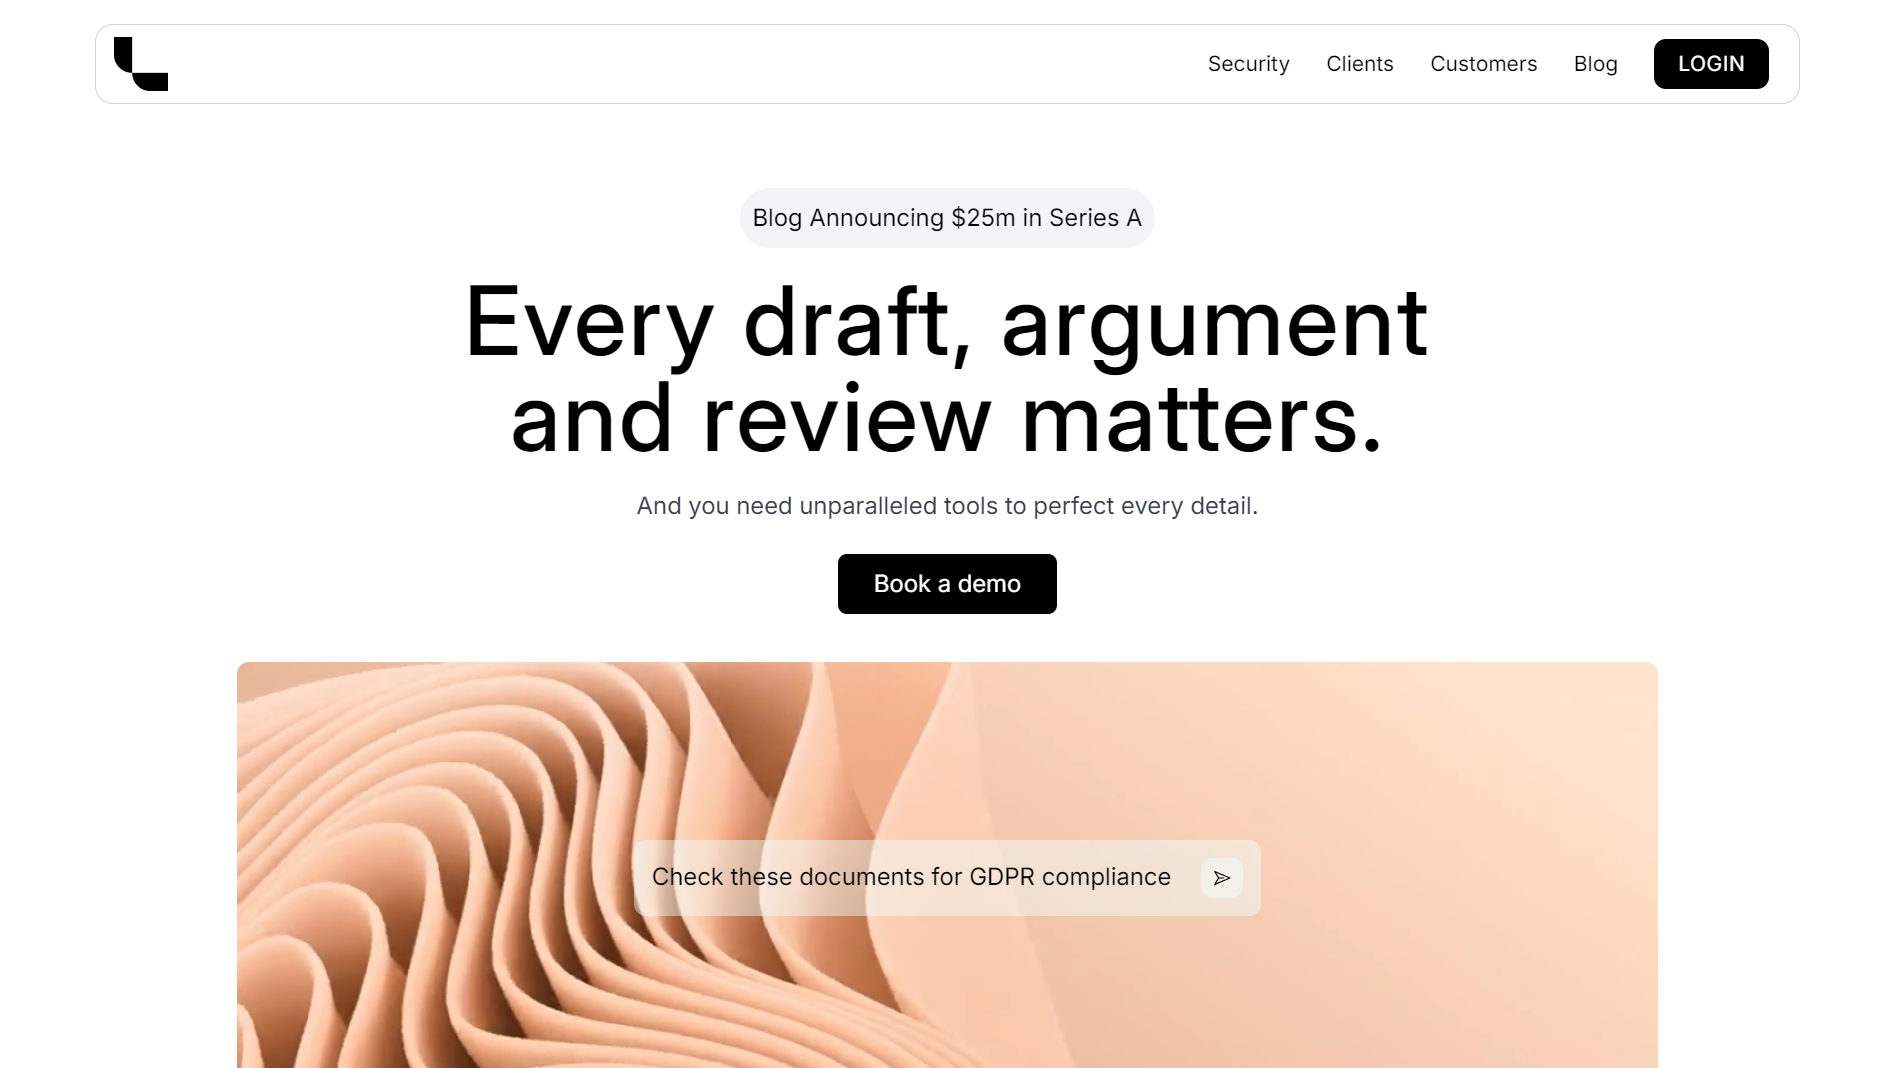 Security
Clients
Customers
Blog
LOGIN
Blog Announcing $25m in Series A
Every draft, argument
and review matters.
And you need unparalleled tools to perfect every detail.
Book a demo
Check these documents for GDPR compliance